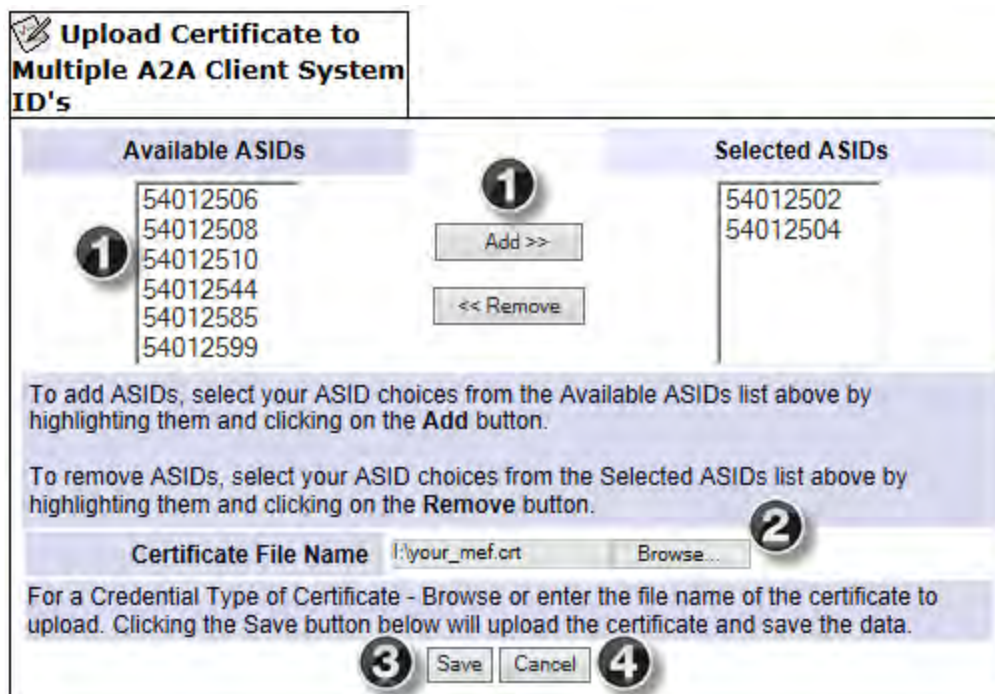 Upload Certificate to
Multiple A2A Client System
ID's
Available ASIDs
Selected ASIDs
1
54012506
54012508
54012510
54012544
54012585
54012599
1
Add >>
<< Remove
54012502
54012504
To add ASIDs, select your ASID choices from the Available ASIDs list above by
highlighting them and clicking on the Add button.
To remove ASIDs, select your ASID choices from the Selected ASIDs list above by
highlighting them and clicking on the Remove button.
2
Certificate File Name I:\your_mef.crt Browse...
For a Credential Type of Certificate - Browse or enter the file name of the certificate to
upload. Clicking the Save button below will upload the certificate and save the data.
3 Save Cancel 4